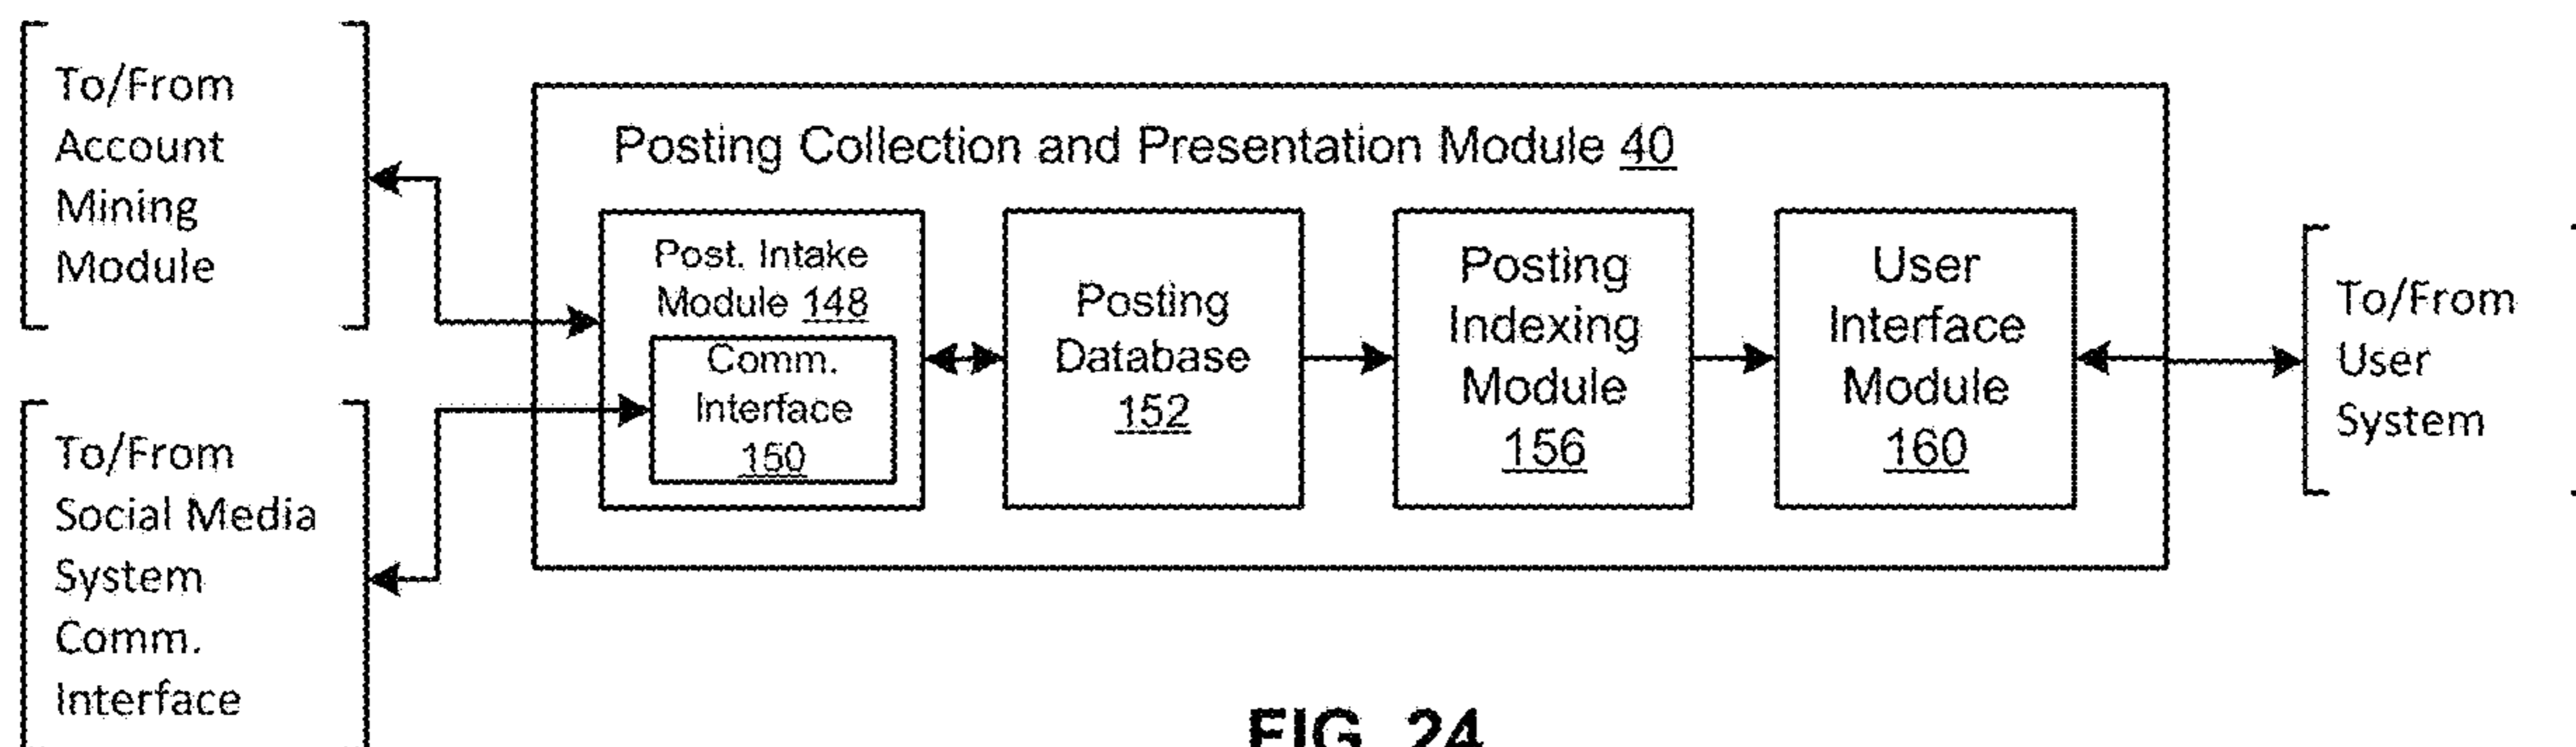 To/From
Account
Mining
Module
To/From
Social Media
System
Comm.
Interface
Posting Collection and Presentation Module 40
Post. Intake
Module 148
Comm.
Interface
150
Posting
Database
152
Posting
Indexing
Module
156
User
Interface
Module
160
To/From
User
System
FIG. 24